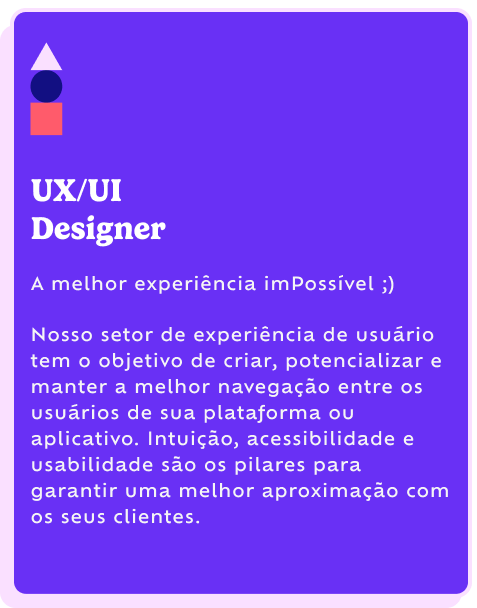 UX/UI
Designer
A melhor experiência imPossível ;)
Nosso setor de experiência de usuário
tem o objetivo de criar, potencializar e
manter a melhor navegação entre os
usuários de sua plataforma ou
aplicativo. Intuição, acessibilidade e
usabilidade são os pilares para
garantir uma melhor aproximação com
os seus clientes.